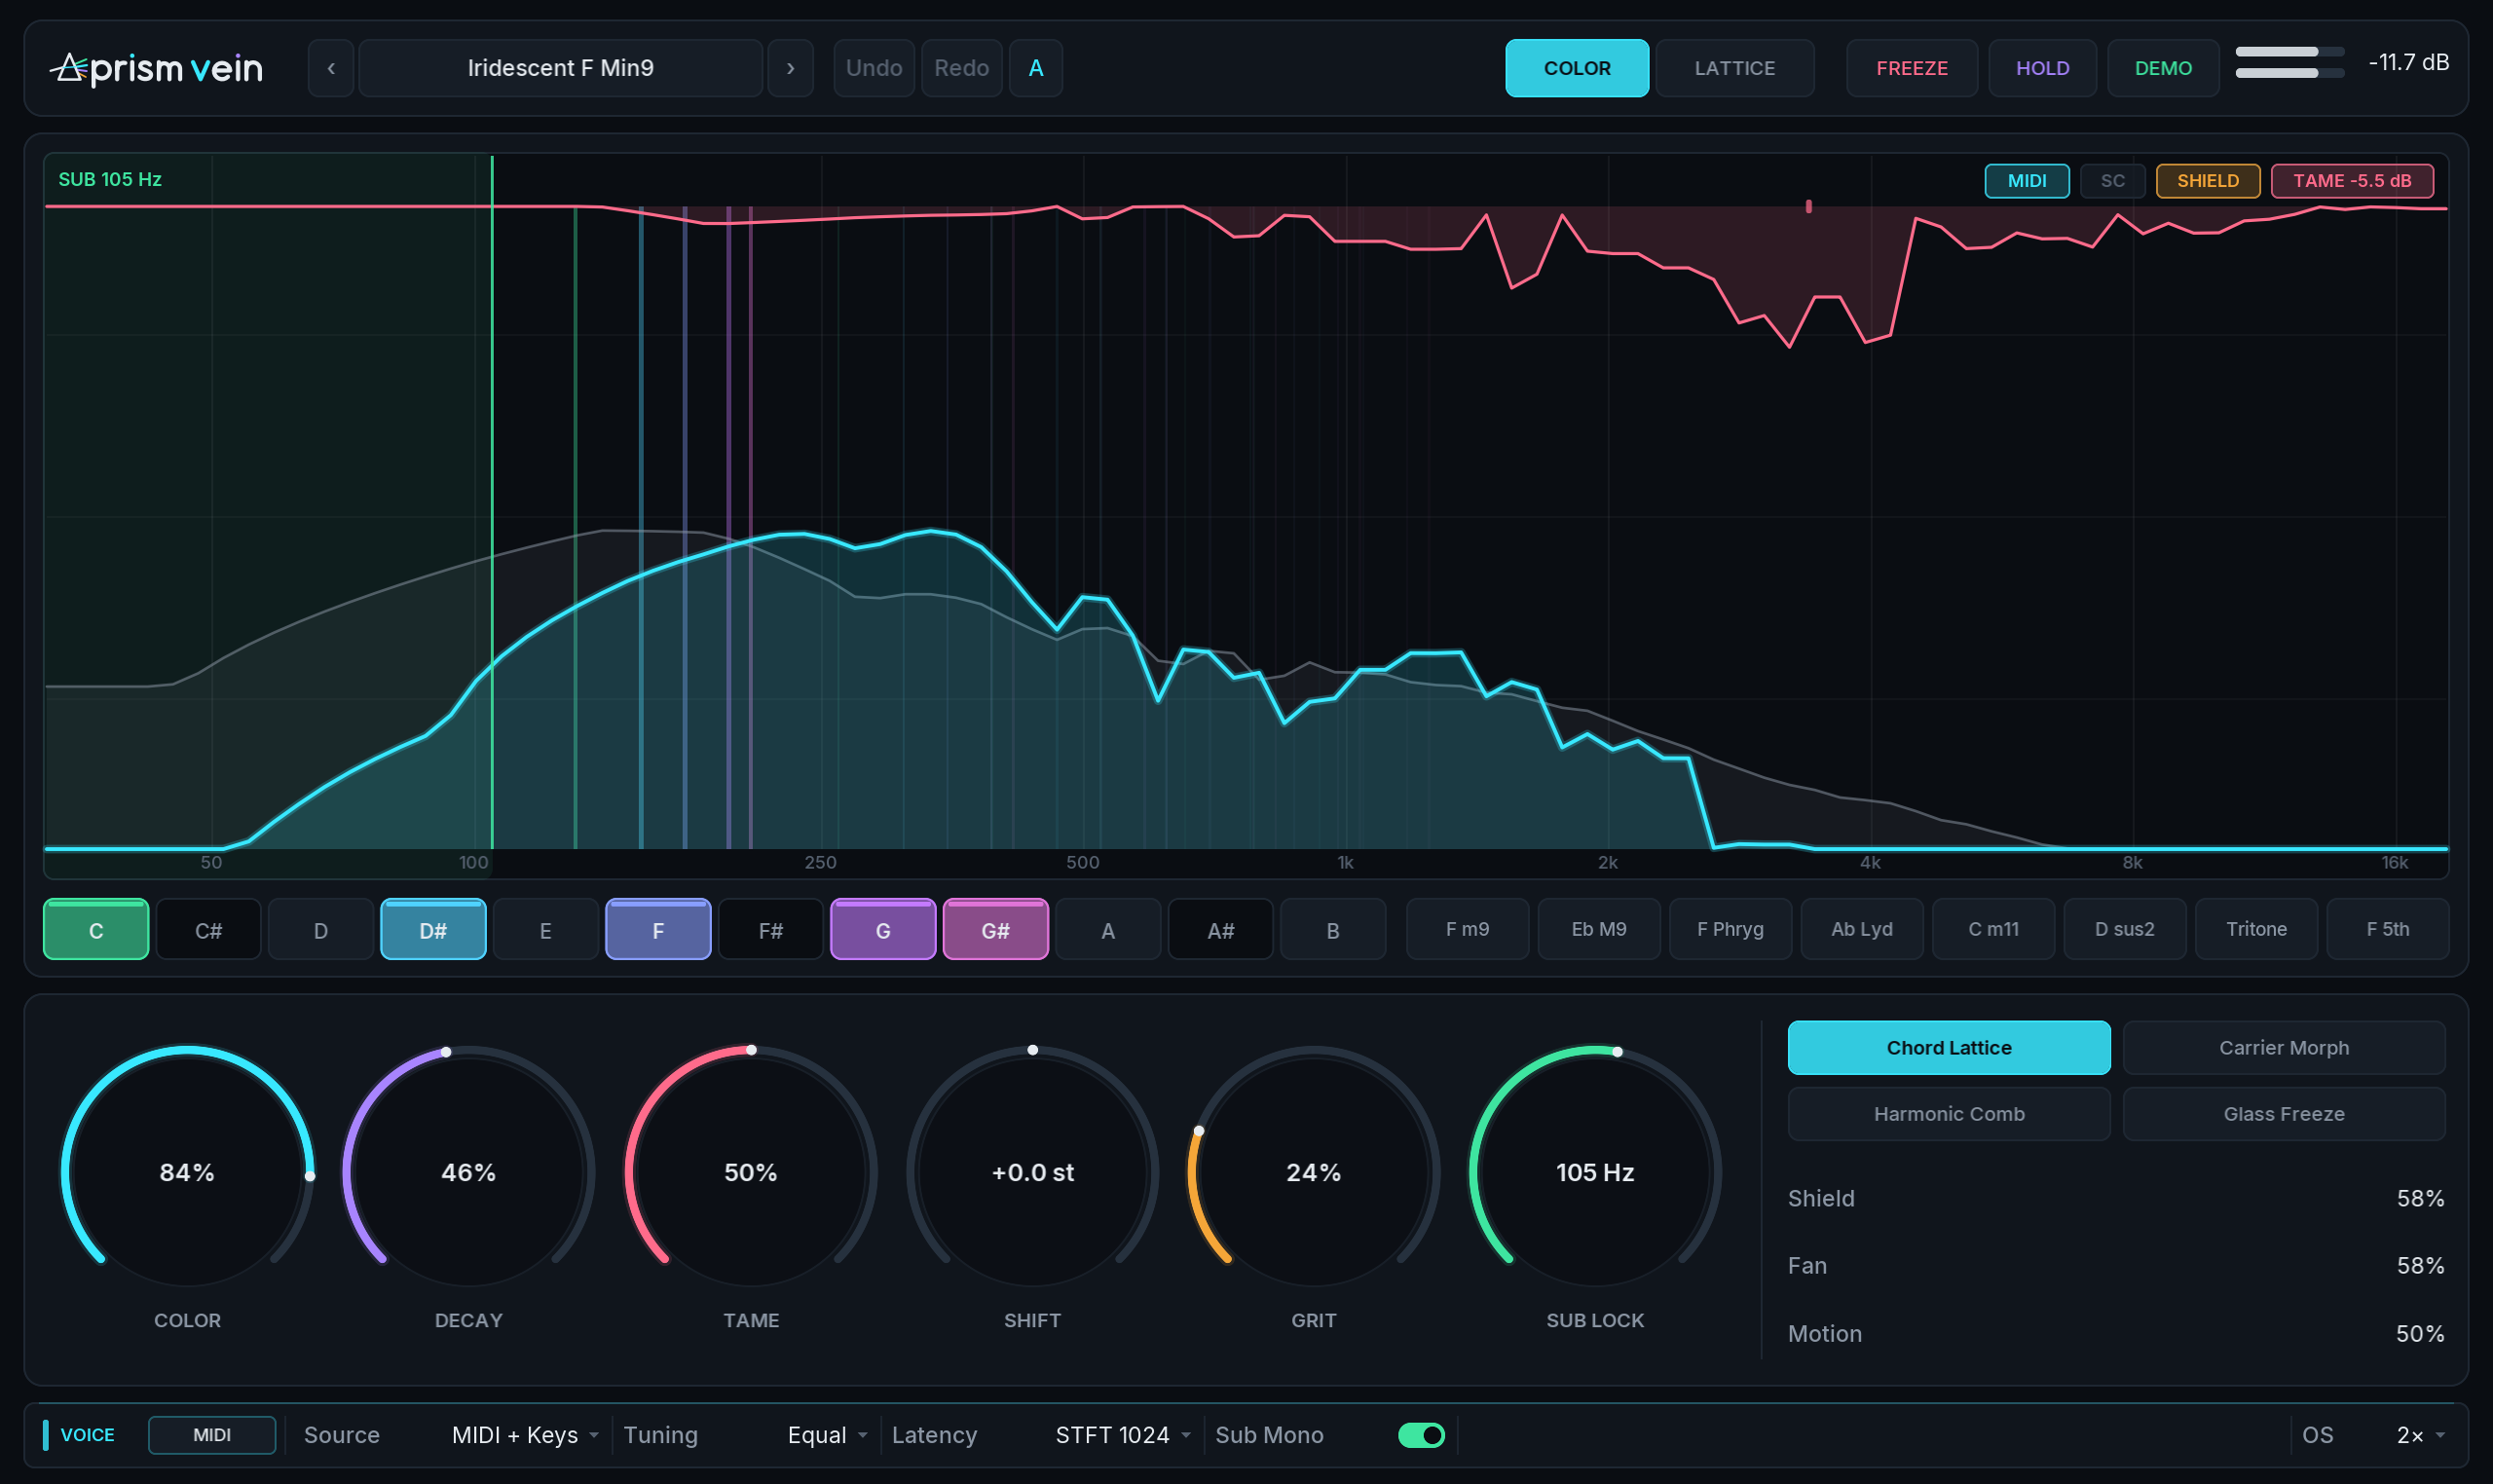 prism vein
‹ Iridescent F Min9 › Undo Redo A COLOR LATTICE FREEZE HOLD DEMO -11.7 dB
SUB 105 Hz MIDI SC SHIELD TAME -5.5 dB
50 100 250 500 1k 2k 4k 8k 16k
C C# D D# E F F# G G# A A# B F m9 Eb M9 F Phryg Ab Lyd C m11 D sus2 Tritone F 5th
84% 46% 50% +0.0 st 24% 105 Hz
COLOR DECAY TAME SHIFT GRIT SUB LOCK
Chord Lattice Carrier Morph
Harmonic Comb Glass Freeze
Shield 58%
Fan 58%
Motion 50%
VOICE MIDI Source MIDI + Keys Tuning Equal Latency STFT 1024 Sub Mono OS 2×